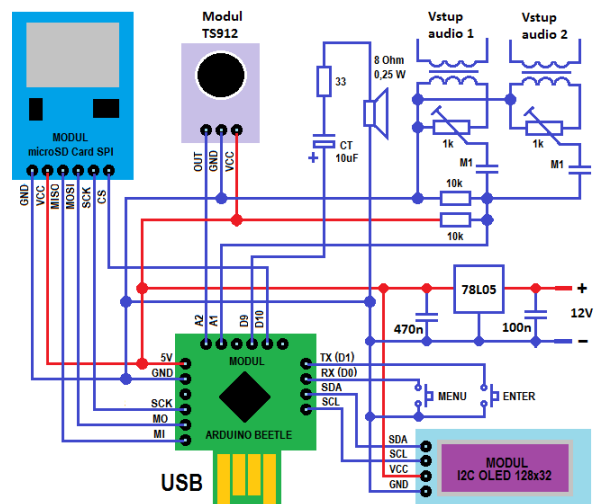 Modul
TS912
Vstup
audio 1
Vstup
audio 2
8 Ohm
0,25 W
33
CT
10uF
+
1k
1k
M1
M1
10k
10k
MODUL
microSD Card SPI
GND
VCC
MISO
MOSI
SCK
CS
OUT
GND
VCC
78L05
+
12V
−
470n
100n
A2
A1
D9
D10
5V
GND
SCK
MO
MI
MODUL
ARDUINO BEETLE
TX (D1)
RX (D0)
SDA
SCL
MENU
ENTER
USB
SDA
SCL
VCC
GND
MODUL
I2C OLED 128x32